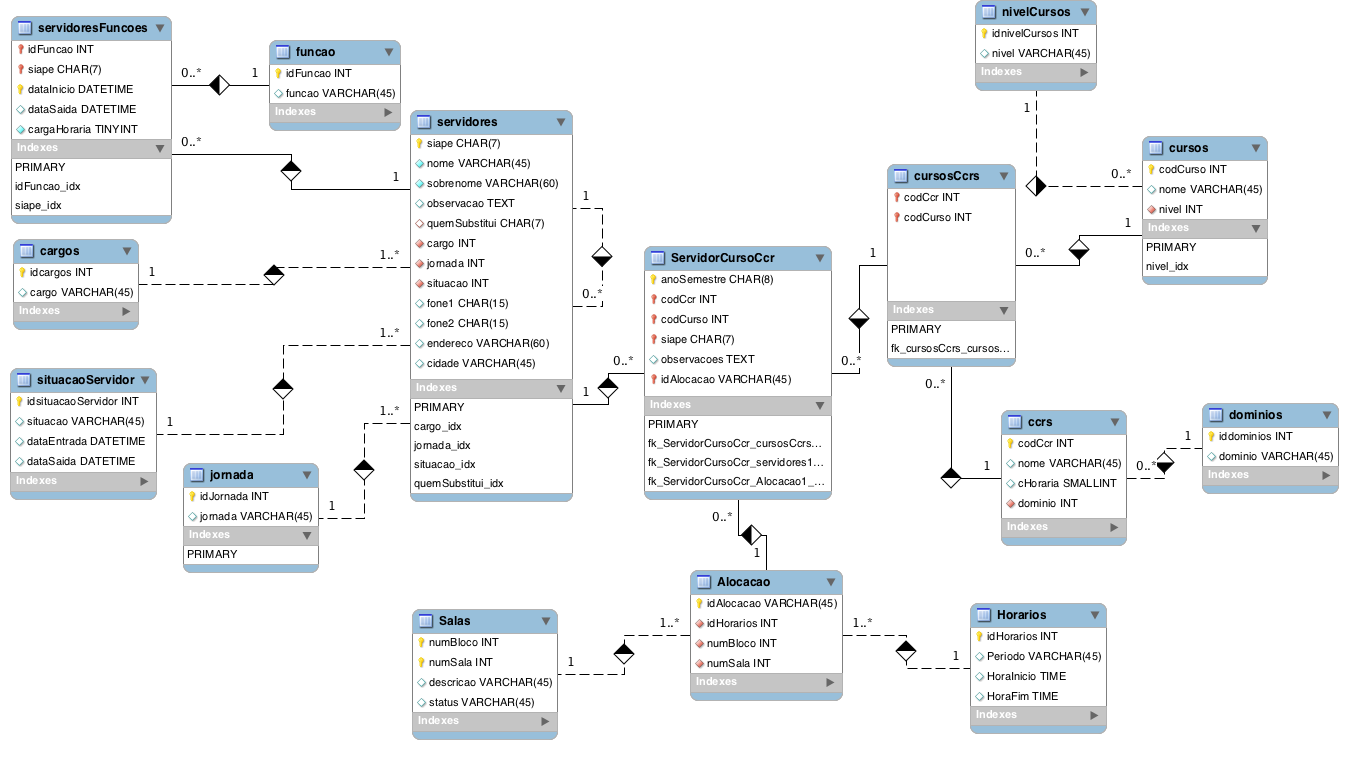 servidoresFuncoes
idFuncao INT
siape CHAR(7)
dataInicio DATETIME
dataSaida DATETIME
cargaHoraria TINYINT
Indexes
PRIMARY
idFuncao_idx
siape_idx
0..*
1
0..*
1
funcao
idFuncao INT
funcao VARCHAR(45)
Indexes
cargos
idcargos INT
cargo VARCHAR(45)
Indexes
1
1..*
situacaoServidor
idsituacaoServidor INT
situacao VARCHAR(45)
dataEntrada DATETIME
dataSaida DATETIME
Indexes
1
1..*
jornada
idJornada INT
jornada VARCHAR(45)
Indexes
PRIMARY
1
1..*
servidores
siape CHAR(7)
nome VARCHAR(45)
sobrenome VARCHAR(60)
observacao TEXT
quemSubstitui CHAR(7)
cargo INT
jornada INT
situacao INT
fone1 CHAR(15)
fone2 CHAR(15)
endereco VARCHAR(60)
cidade VARCHAR(45)
Indexes
PRIMARY
cargo_idx
jornada_idx
situacao_idx
quemSubstitui_idx
1
0..*
1
0..*
ServidorCursoCcr
anoSemestre CHAR(8)
codCcr INT
codCurso INT
siape CHAR(7)
observacoes TEXT
idAlocacao VARCHAR(45)
Indexes
PRIMARY
fk_ServidorCursoCcr_cursosCcrs...
fk_ServidorCursoCcr_servidores1...
fk_ServidorCursoCcr_Alocacao1_...
0..*
1
1
0..*
cursosCcrs
codCcr INT
codCurso INT
Indexes
PRIMARY
fk_cursosCcrs_cursos...
0..*
1
0..*
1
nivelCursos
idnivelCursos INT
nivel VARCHAR(45)
Indexes
1
0..*
cursos
codCurso INT
nome VARCHAR(45)
nivel INT
Indexes
PRIMARY
nivel_idx
ccrs
codCcr INT
nome VARCHAR(45)
cHoraria SMALLINT
dominio INT
Indexes
0..*
1
dominios
iddominios INT
dominio VARCHAR(45)
Indexes
Salas
numBloco INT
numSala INT
descricao VARCHAR(45)
status VARCHAR(45)
Indexes
1
1..*
Alocacao
idAlocacao VARCHAR(45)
idHorarios INT
numBloco INT
numSala INT
Indexes
1..*
1
Horarios
idHorarios INT
Periodo VARCHAR(45)
HoraInicio TIME
HoraFim TIME
Indexes